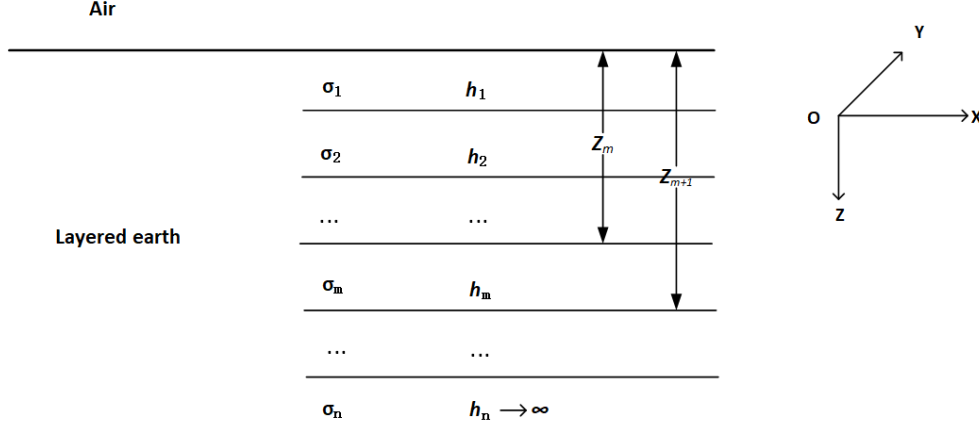 Air
Y
σ1 h1
O X
Zm
σ2 h2
Zm+1
... ...
Z
Layered earth
σm hm
... ...
σn hn → ∞